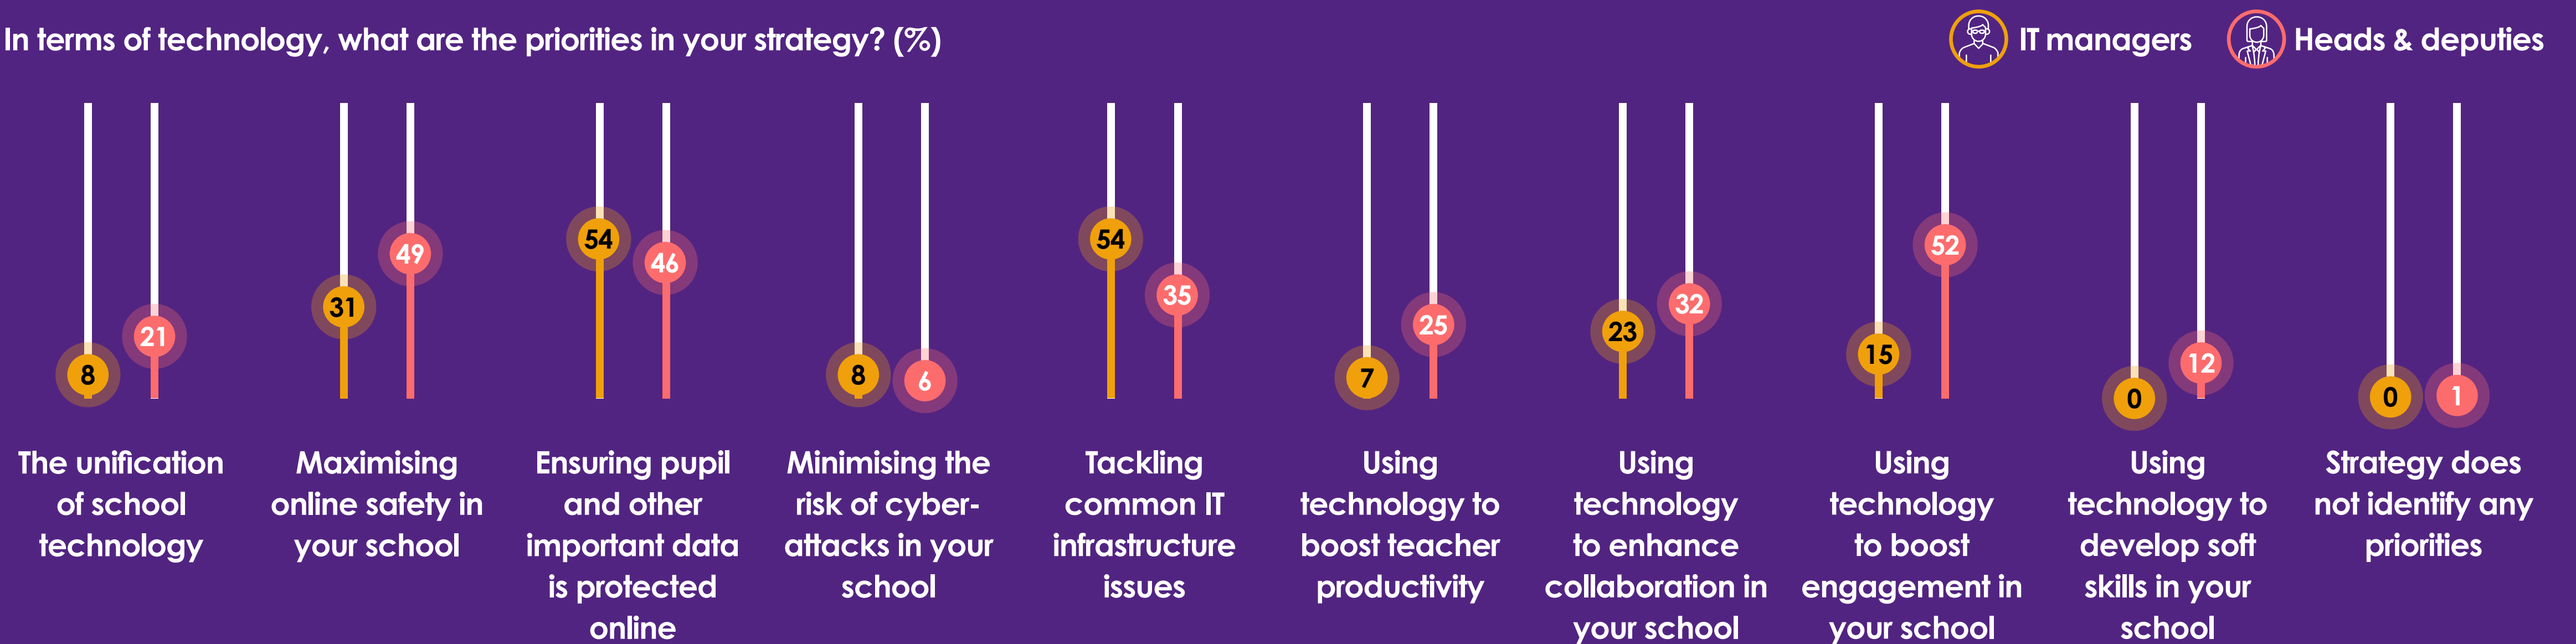 In terms of technology, what are the priorities in your strategy? (%)
IT managers
Heads & deputies
8
21
The unification
of school
technology
31
49
Maximising
online safety in
your school
54
46
Ensuring pupil
and other
important data
is protected
online
8
6
Minimising the
risk of cyber-
attacks in your
school
54
35
Tackling
common IT
infrastructure
issues
7
25
Using
technology to
boost teacher
productivity
23
32
Using
technology
to enhance
collaboration in
your school
15
52
Using
technology
to boost
engagement in
your school
0
12
Using
technology to
develop soft
skills in your
school
0
1
Strategy does
not identify any
priorities